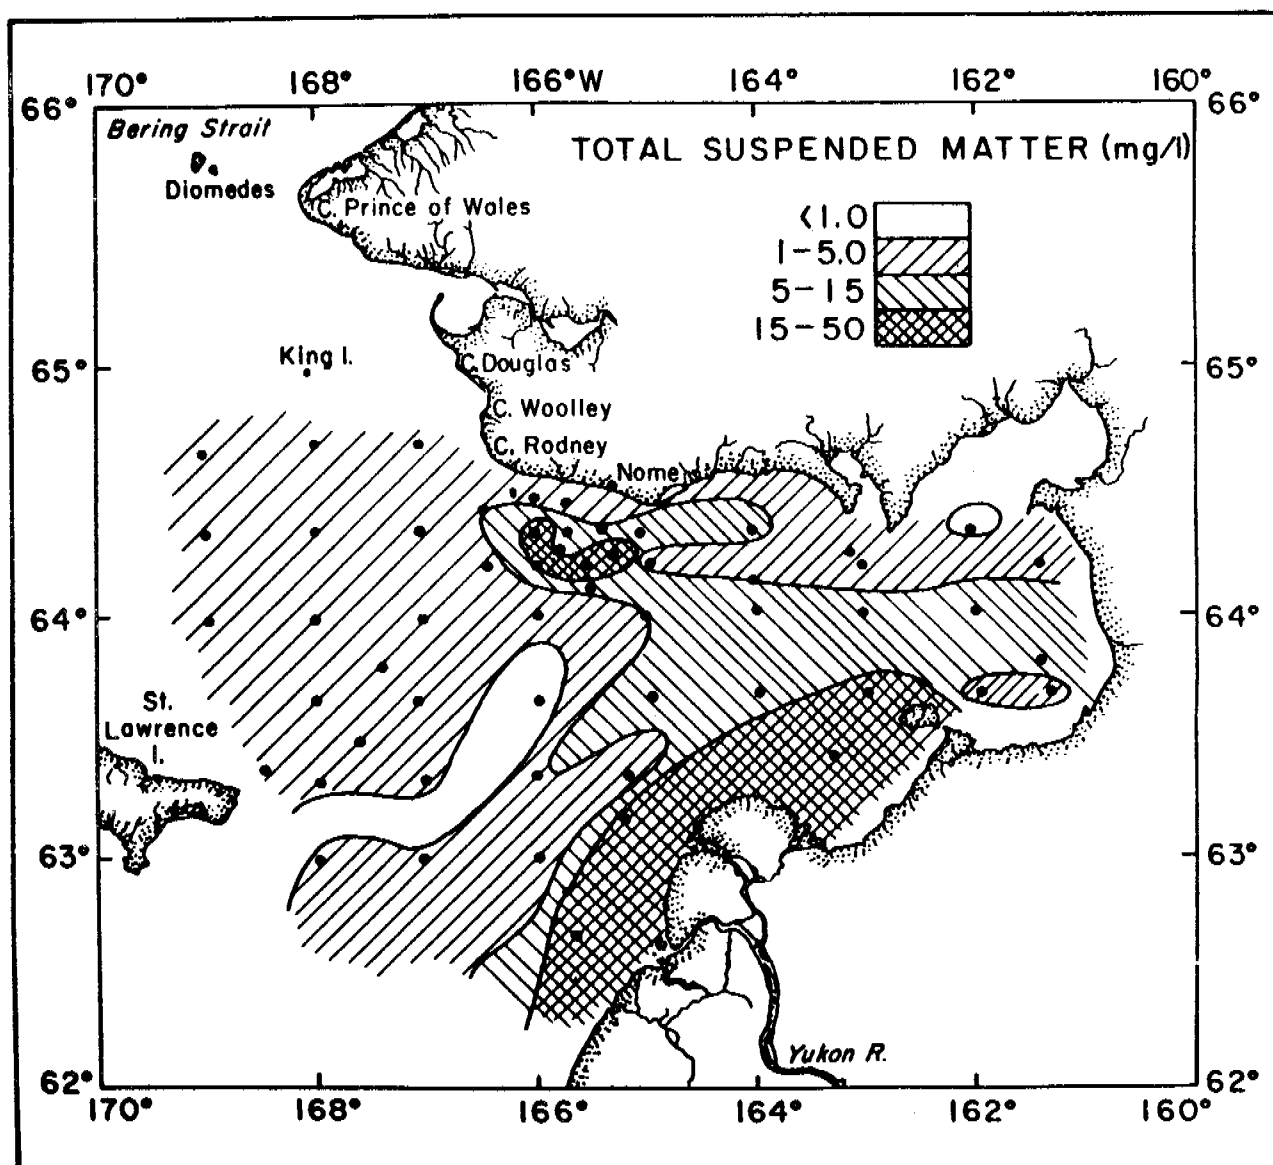 170° 168° 166°W 164° 162° 160°
66° 66°
Bering Strait
TOTAL SUSPENDED MATTER (mg/l)
Diomedes
C. Prince of Wales
<1.0
1-5.0
5-15
15-50
King I.
65° 65°
C. Douglas
C. Woolley
C. Rodney
Nome
64° 64°
St.
Lawrence
I.
63° 63°
Yukon R.
62° 62°
170° 168° 166° 164° 162° 160°